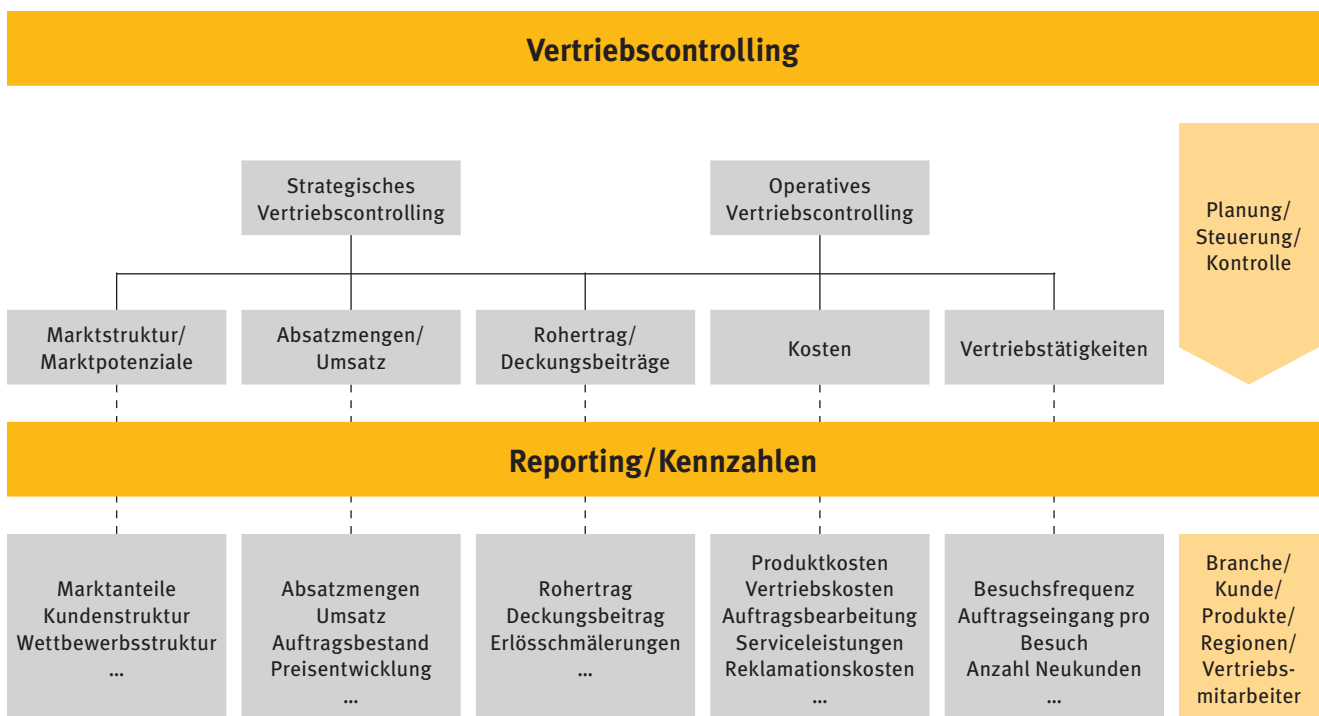 Vertriebscontrolling
Strategisches
Vertriebscontrolling
Operatives
Vertriebscontrolling
Planung/
Steuerung/
Kontrolle
Marktstruktur/
Marktpotenziale
Absatzmengen/
Umsatz
Rohertrag/
Deckungsbeiträge
Kosten
Vertriebstätigkeiten
Reporting/Kennzahlen
Marktanteile
Kundenstruktur
Wettbewerbsstruktur
...
Absatzmengen
Umsatz
Auftragsbestand
Preisentwicklung
...
Rohertrag
Deckungsbeitrag
Erlösschmälerungen
...
Produktkosten
Vertriebskosten
Auftragsbearbeitung
Serviceleistungen
Reklamationskosten
...
Besuchsfrequenz
Auftragseingang pro
Besuch
Anzahl Neukunden
...
Branche/
Kunde/
Produkte/
Regionen/
Vertriebs-
mitarbeiter